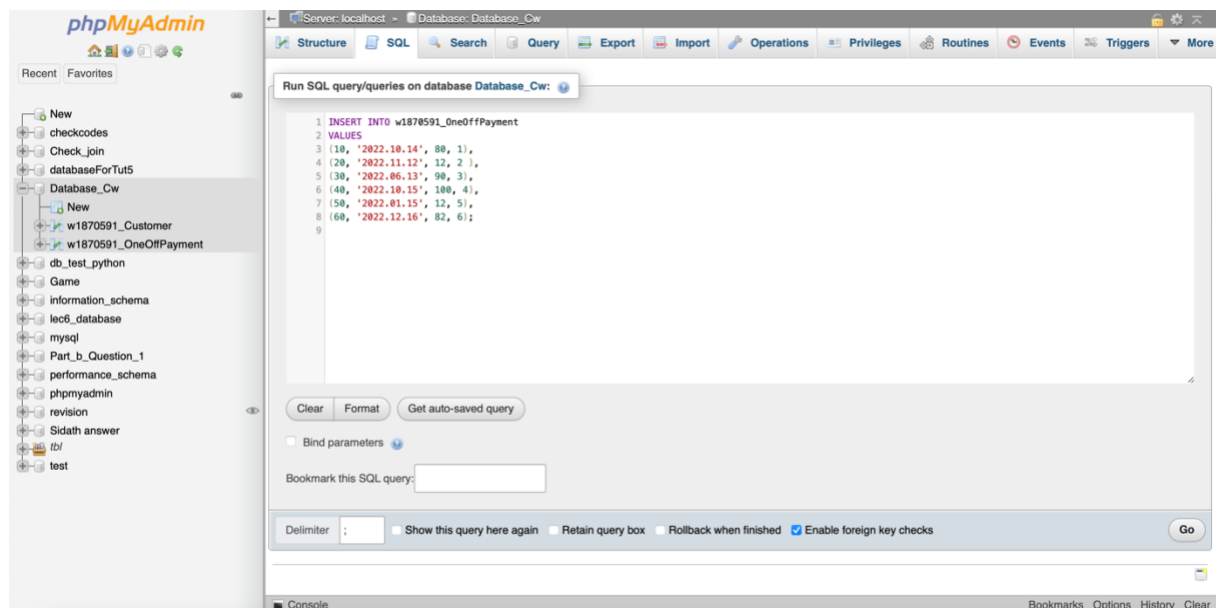 phpMyAdmin
Recent Favorites
New
checkcodes
Check_join
databaseForTut5
Database_Cw
New
w1870591_Customer
w1870591_OneOffPayment
db_test_python
Game
information_schema
lec6_database
mysql
Part_b_Question_1
performance_schema
phpmyadmin
revision
Sidath answer
tbl
test
Server: localhost » Database: Database_Cw
Structure SQL Search Query Export Import Operations Privileges Routines Events Triggers More
Run SQL query/queries on database Database_Cw:
1 INSERT INTO w1870591_OneOffPayment
2 VALUES
3 (10, '2022.10.14', 80, 1),
4 (20, '2022.11.12', 12, 2 ),
5 (30, '2022.06.13', 90, 3),
6 (40, '2022.10.15', 100, 4),
7 (50, '2022.01.15', 12, 5),
8 (60, '2022.12.16', 82, 6);
9
Clear Format Get auto-saved query
Bind parameters
Bookmark this SQL query:
Delimiter ; Show this query here again Retain query box Rollback when finished Enable foreign key checks Go
Console Bookmarks Options History Clear